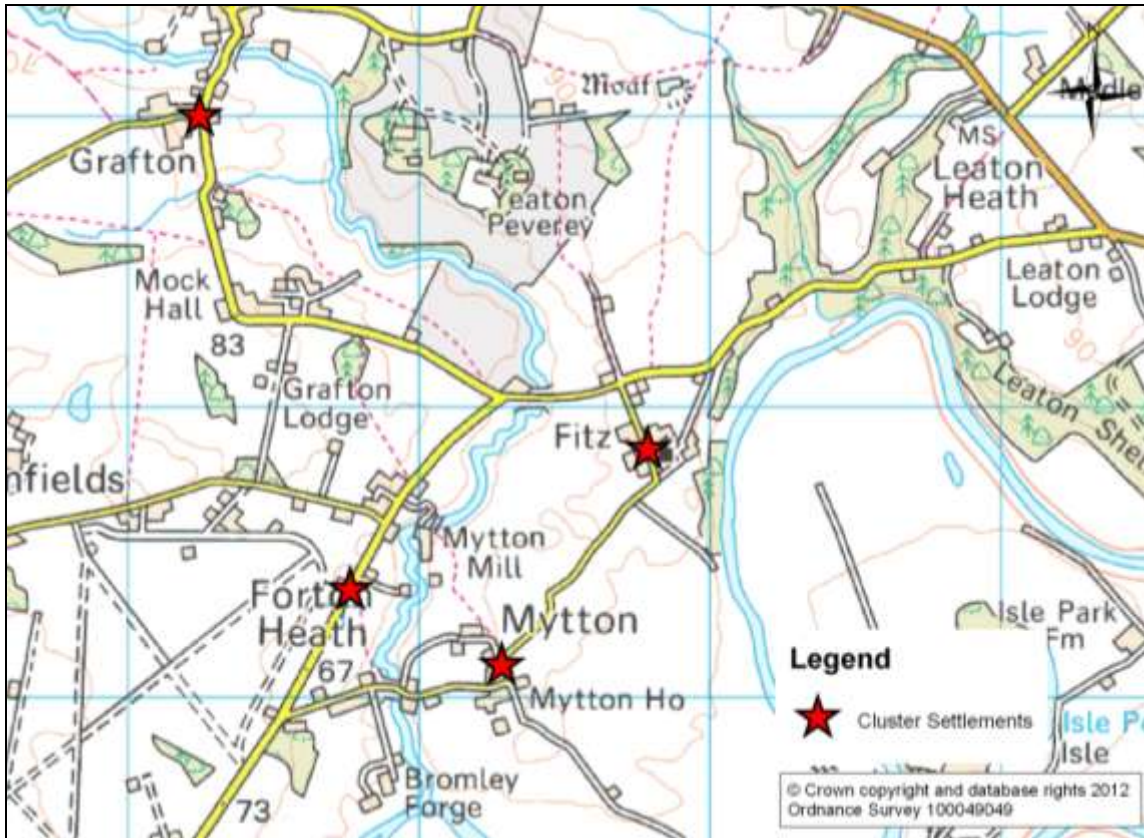 Moat
Grafton
MS
Leaton
Heath
Yeaton
Peverey
Mock
Hall
Leaton
Lodge
83
90
Grafton
Lodge
Leaton
Fitz
nfields
Mytton
Mill
Forton
Heath
Mytton
Isle Park
Fm
67
Mytton Ho
Legend
Cluster Settlements
Isle
Bromley
Forge
73
© Crown copyright and database rights 2012
Ordnance Survey 100049049